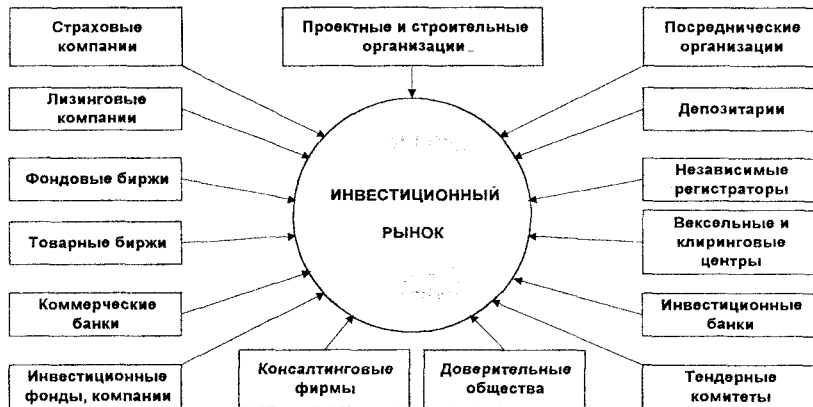 Страховые
компании
Проектные и строительные
организации
Посреднические
организации
Лизинговые
компании
Депозитарии
Фондовые биржи
Независимые
регистраторы
ИНВЕСТИЦИОННЫЙ
РЫНОК
Товарные биржи
Вексельные и
клиринговые
центры
Коммерческие
банки
Инвестиционные
банки
Инвестиционные
фонды, компании
Консалтинговые
фирмы
Доверительные
общества
Тендерные
комитеты